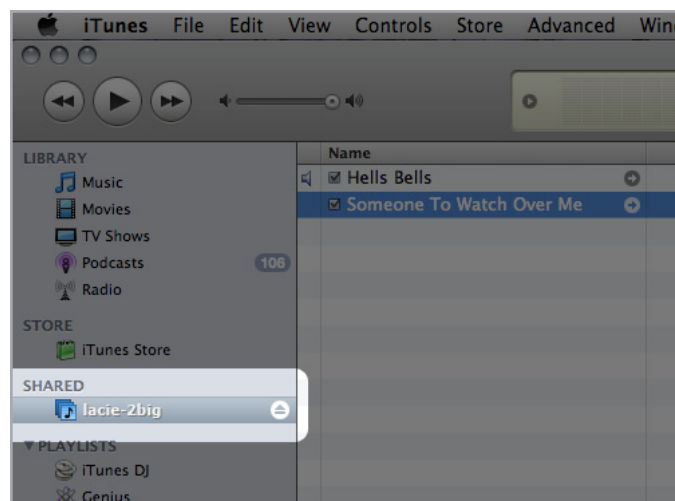 iTunes File Edit View Controls Store Advanced
LIBRARY
Name
Music
Hells Bells
Movies
Someone To Watch Over Me
TV Shows
Podcasts 106
Radio
STORE
iTunes Store
SHARED
lacie-2big
PLAYLISTS
iTunes DJ
Genius